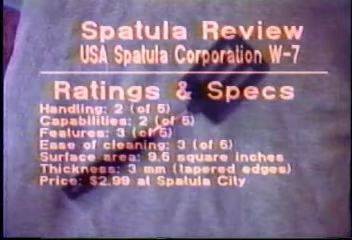 Spatula Review
USA Spatula Corporation W-7
Ratings & Specs
Handling: 2 (of 5)
Capabilities: 2 (of 5)
Features: 3 (of 5)
Ease of cleaning: 3 (of 5)
Surface area: 9.5 square inches
Thickness: 3 mm (tapered edges)
Price: $2.99 at Spatula City